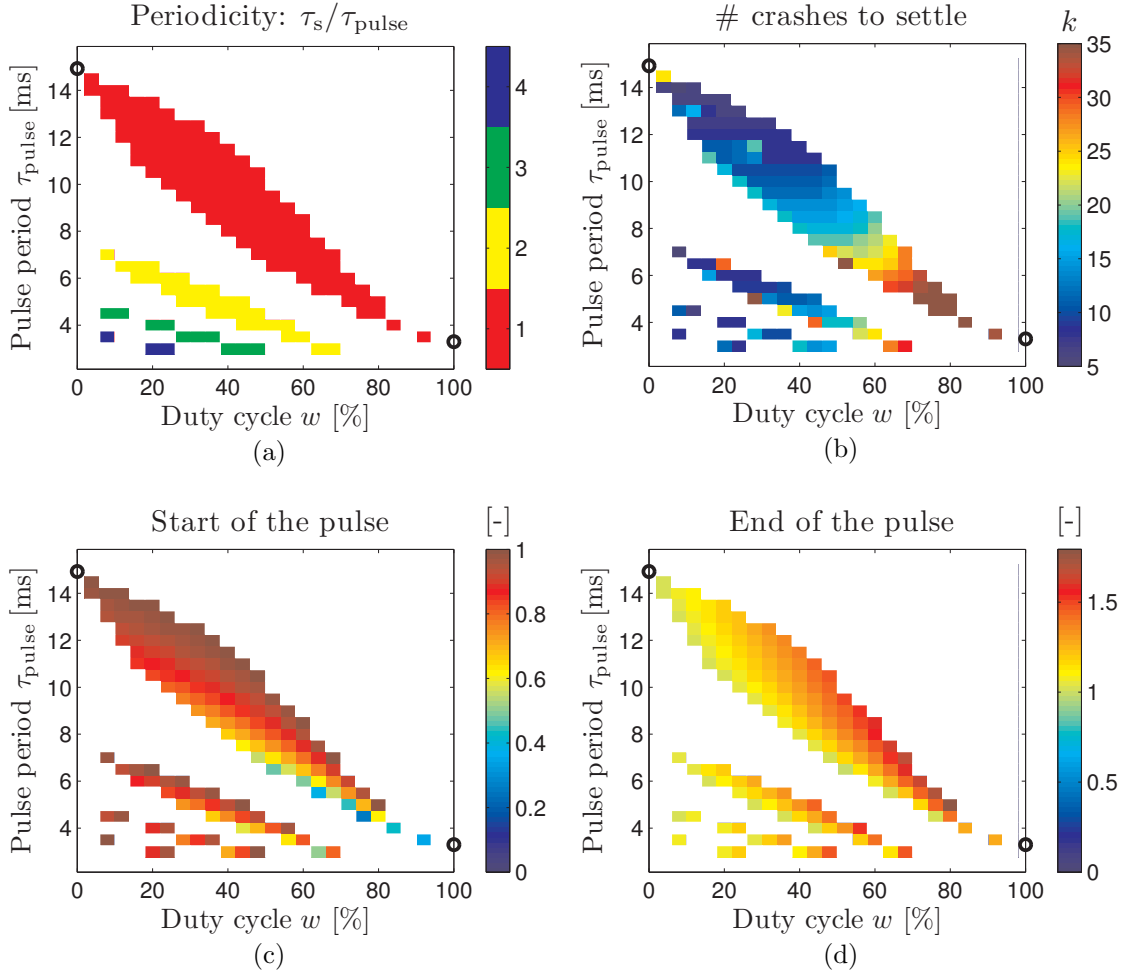 Periodicity: τs/τpulse
Pulse period τpulse [ms]
14
12
10
8
6
4
0 20 40 60 80 100
Duty cycle w [%]
4
3
2
1
(a)
# crashes to settle
k
Pulse period τpulse [ms]
14
12
10
8
6
4
0 20 40 60 80 100
Duty cycle w [%]
35
30
25
20
15
10
5
(b)
Start of the pulse
[-]
Pulse period τpulse [ms]
14
12
10
8
6
4
0 20 40 60 80 100
Duty cycle w [%]
1
0.8
0.6
0.4
0.2
0
(c)
End of the pulse
[-]
Pulse period τpulse [ms]
14
12
10
8
6
4
0 20 40 60 80 100
Duty cycle w [%]
1.5
1
0.5
0
(d)